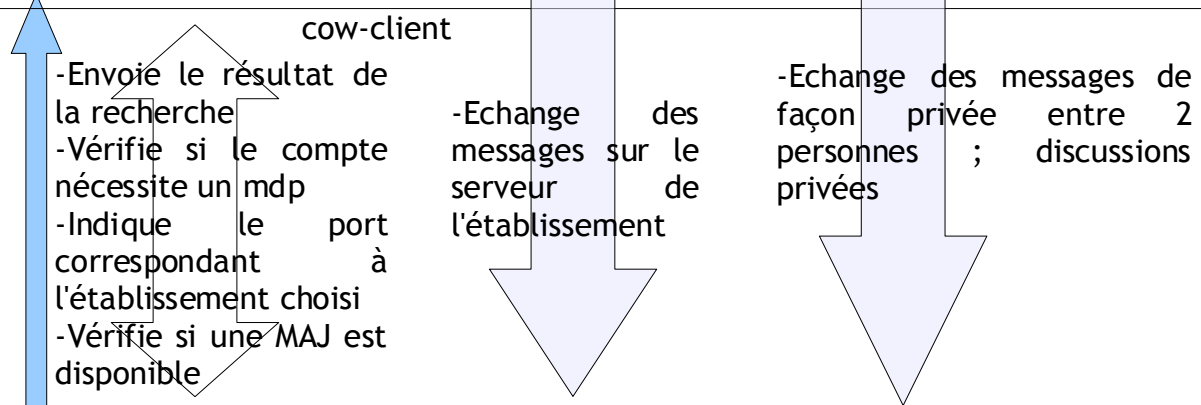 cow-client
-Envoie le résultat de
la recherche
-Vérifie si le compte
nécessite un mdp
-Indique le port
correspondant à
l'établissement choisi
-Vérifie si une MAJ est
disponible
-Echange des
messages sur le
serveur de
l'établissement
-Echange des messages de
façon privée entre 2
personnes ; discussions
privées